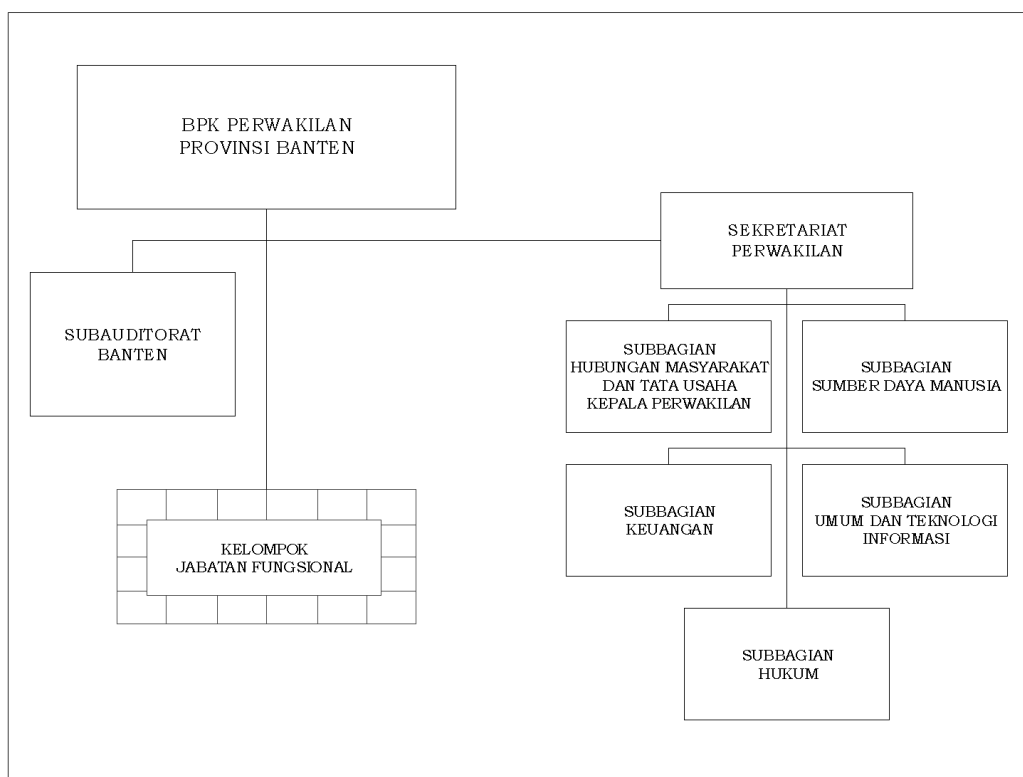 BPK PERWAKILAN
PROVINSI BANTEN
SEKRETARIAT
PERWAKILAN
SUBAUDITORAT
BANTEN
SUBBAGIAN
HUBUNGAN MASYARAKAT
DAN TATA USAHA
KEPALA PERWAKILAN
SUBBAGIAN
SUMBER DAYA MANUSIA
SUBBAGIAN
KEUANGAN
SUBBAGIAN
UMUM DAN TEKNOLOGI
INFORMASI
KELOMPOK
JABATAN FUNGSIONAL
SUBBAGIAN
HUKUM